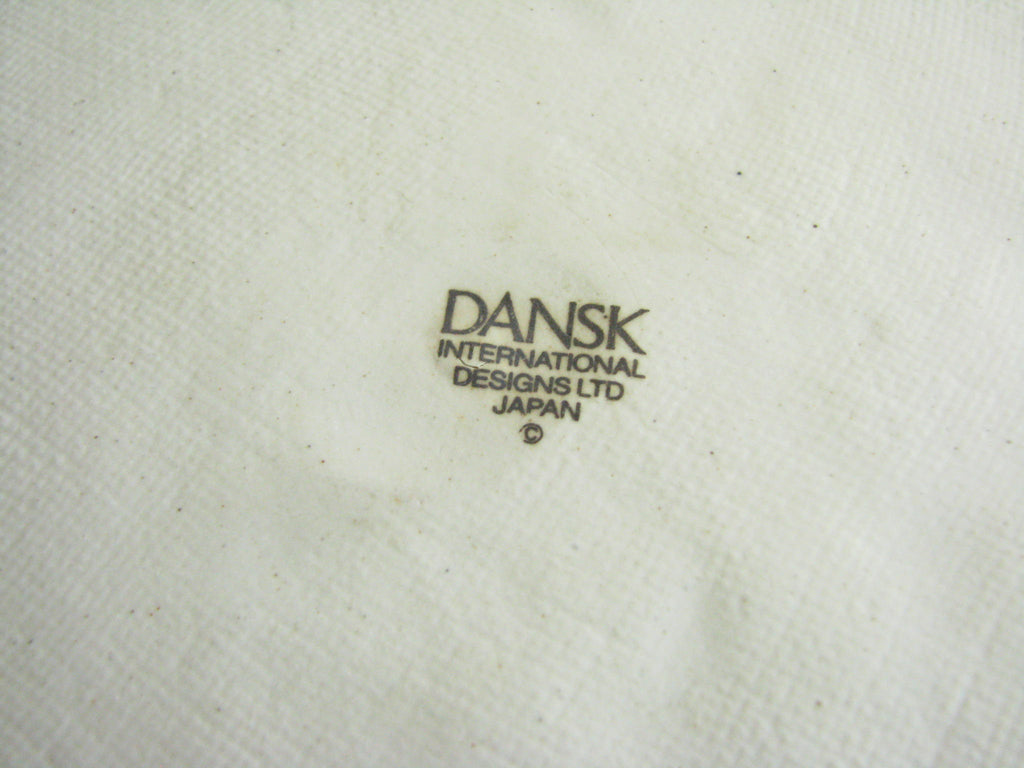 DANSK
INTERNATIONAL
DESIGNS LTD
JAPAN
©